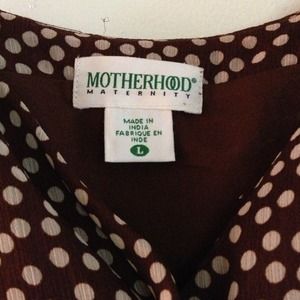 MOTHERHOOD®
MATERNITY
MADE IN
INDIA
FABRIQUE EN
INDE
L